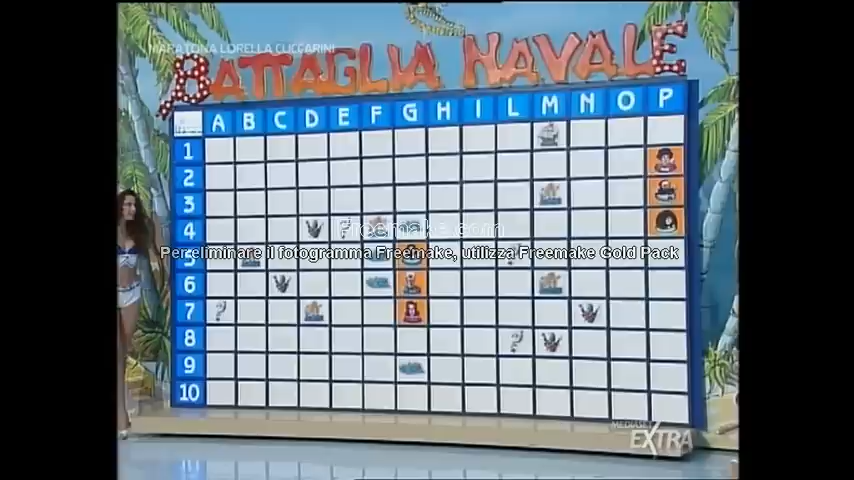 MARATONA LORELLA CUCCARINI
BATTAGLIA NAVALE
A B C D E F G H I L M N O P
1
2
3
4 ?
Freemake.com
Per eliminare il fotogramma Freemake, utilizza Freemake Gold Pack
5 ?
6
7 ?
8 ?
9
10
MEDIASET
EXTRA